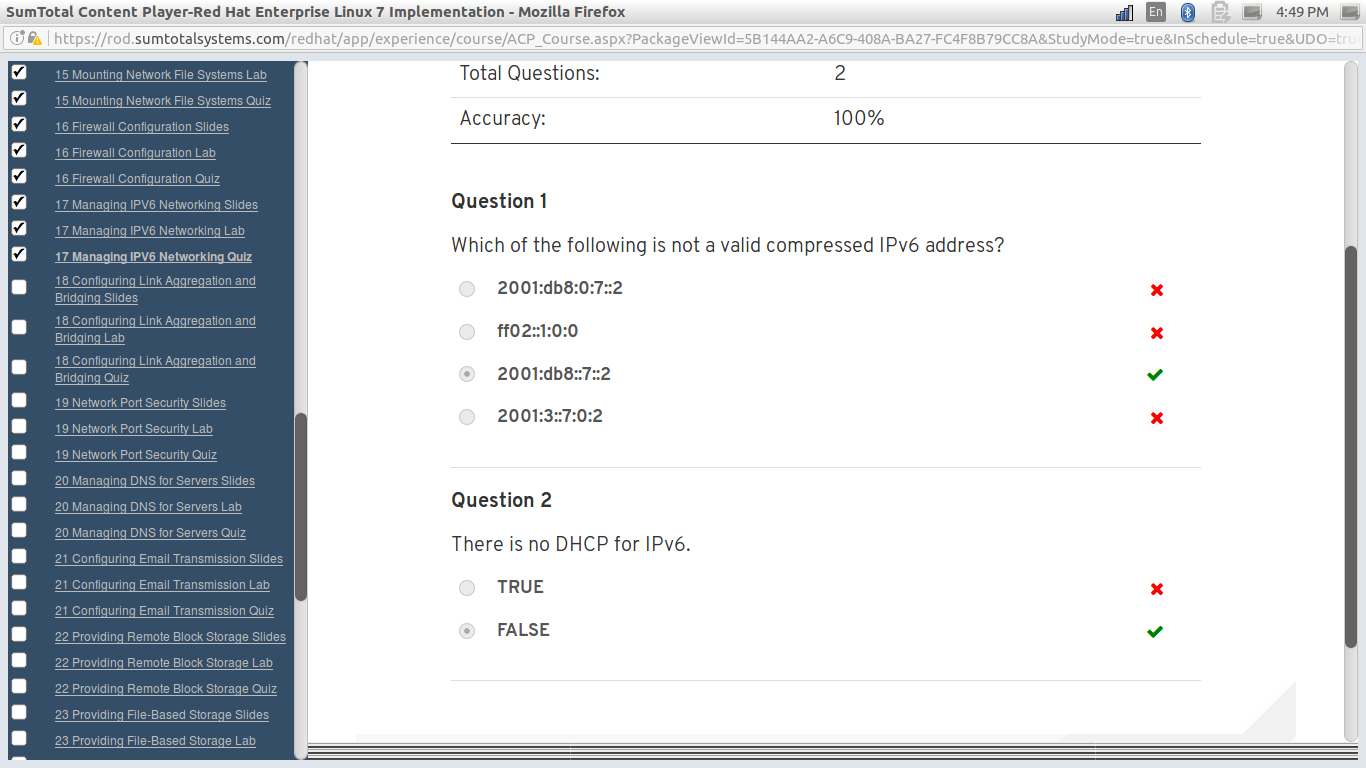 SumTotal Content Player-Red Hat Enterprise Linux 7 Implementation - Mozilla Firefox
En
4:49 PM
https://rod.sumtotalsystems.com/redhat/app/experience/course/ACP_Course.aspx?PackageViewId=5B144AA2-A6C9-408A-BA27-FC4F8B79CC8A&StudyMode=true&InSchedule=true&UDO=tru
15 Mounting Network File Systems Lab
15 Mounting Network File Systems Quiz
16 Firewall Configuration Slides
16 Firewall Configuration Lab
16 Firewall Configuration Quiz
17 Managing IPV6 Networking Slides
17 Managing IPV6 Networking Lab
17 Managing IPV6 Networking Quiz
18 Configuring Link Aggregation and
Bridging Slides
18 Configuring Link Aggregation and
Bridging Lab
18 Configuring Link Aggregation and
Bridging Quiz
19 Network Port Security Slides
19 Network Port Security Lab
19 Network Port Security Quiz
20 Managing DNS for Servers Slides
20 Managing DNS for Servers Lab
20 Managing DNS for Servers Quiz
21 Configuring Email Transmission Slides
21 Configuring Email Transmission Lab
21 Configuring Email Transmission Quiz
22 Providing Remote Block Storage Slides
22 Providing Remote Block Storage Lab
22 Providing Remote Block Storage Quiz
23 Providing File-Based Storage Slides
23 Providing File-Based Storage Lab
Total Questions: 2
Accuracy: 100%
Question 1
Which of the following is not a valid compressed IPv6 address?
2001:db8:0:7::2
ff02::1:0:0
2001:db8::7::2
2001:3::7:0:2
Question 2
There is no DHCP for IPv6.
TRUE
FALSE